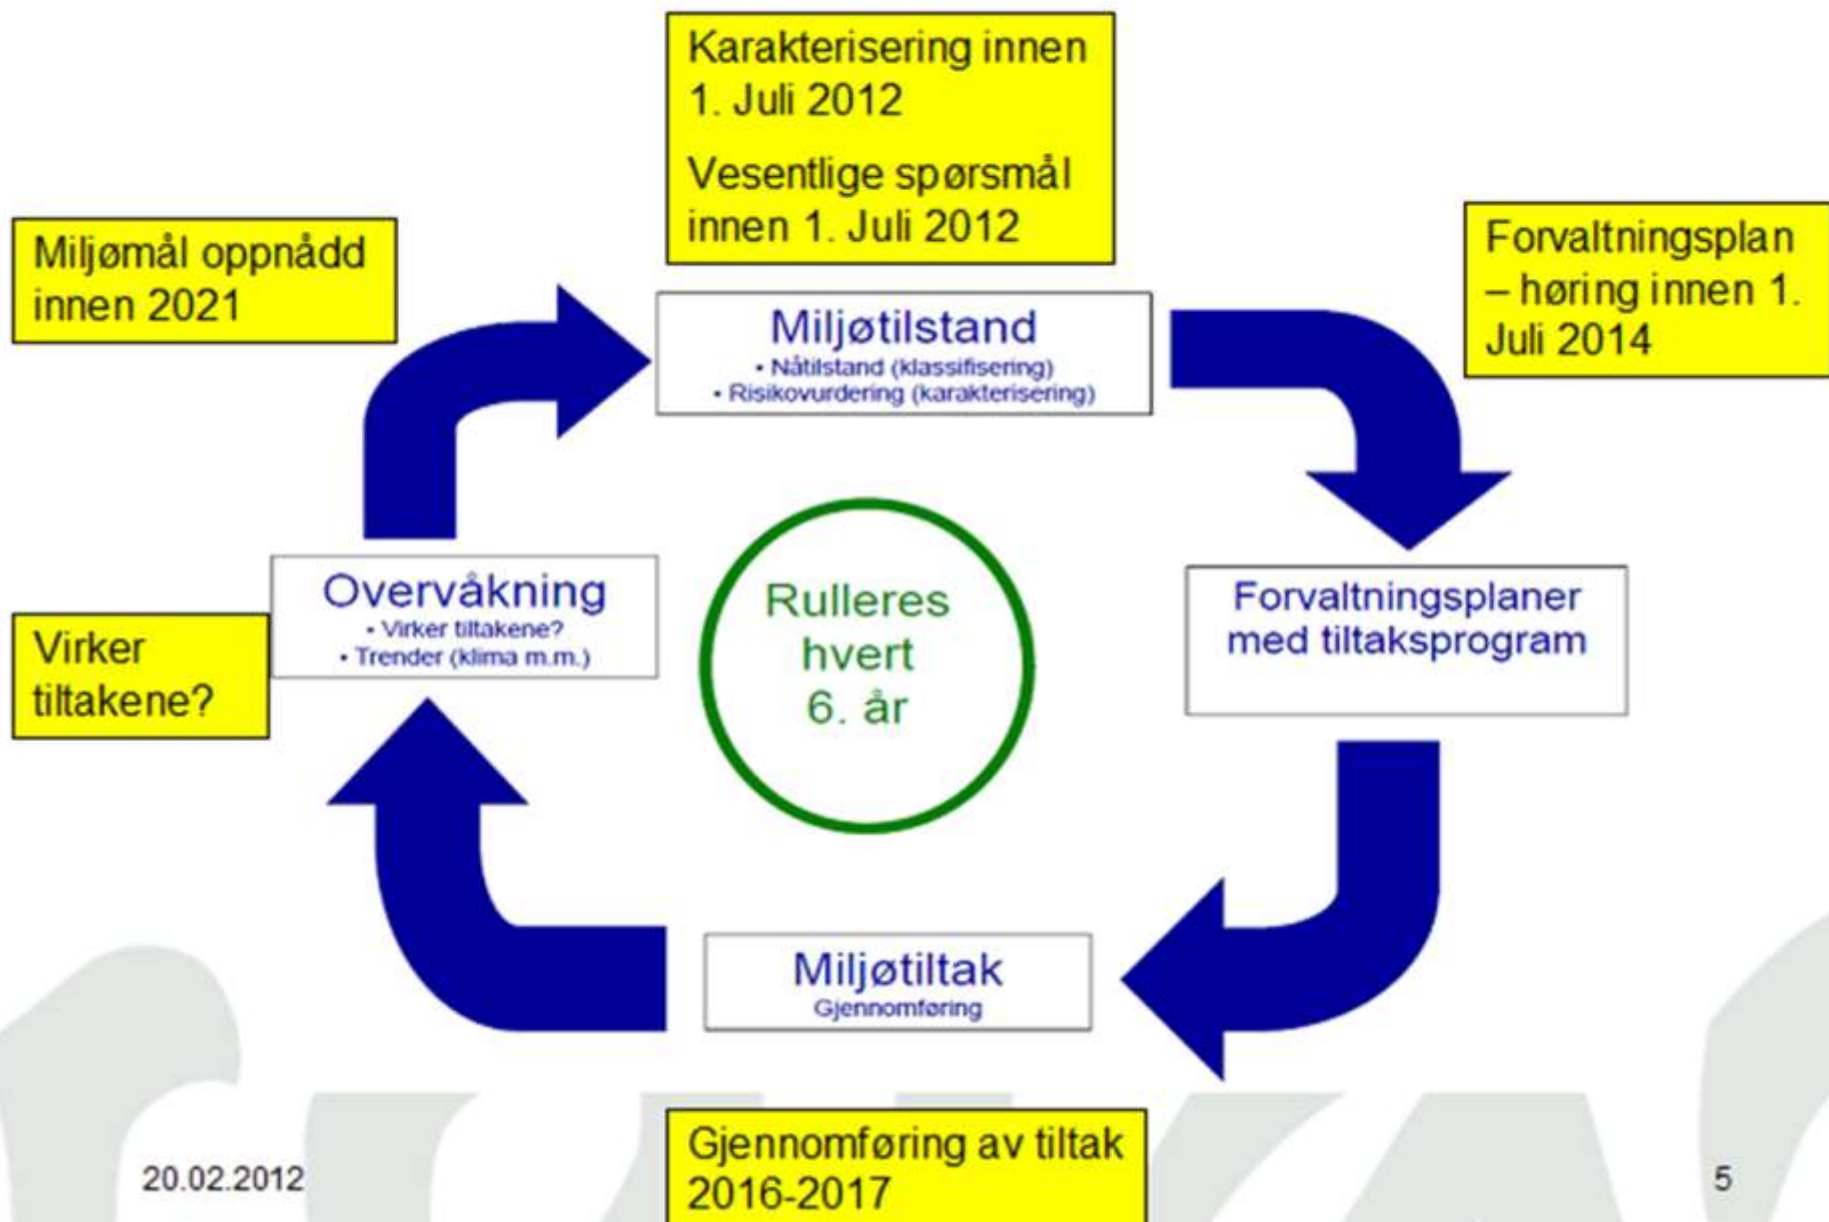 Karakterisering innen
1. Juli 2012
Vesentlige spørsmål
innen 1. Juli 2012
Miljømål oppnådd
innen 2021
Forvaltningsplan
– høring innen 1.
Juli 2014
Miljøtilstand
• Nåtilstand (klassifisering)
• Risikovurdering (karakterisering)
Overvåkning
• Virker tiltakene?
• Trender (klima m.m.)
Virker
tiltakene?
Rulleres
hvert
6. år
Forvaltningsplaner
med tiltaksprogram
Miljøtiltak
Gjennomføring
Gjennomføring av tiltak
2016-2017
20.02.2012
5